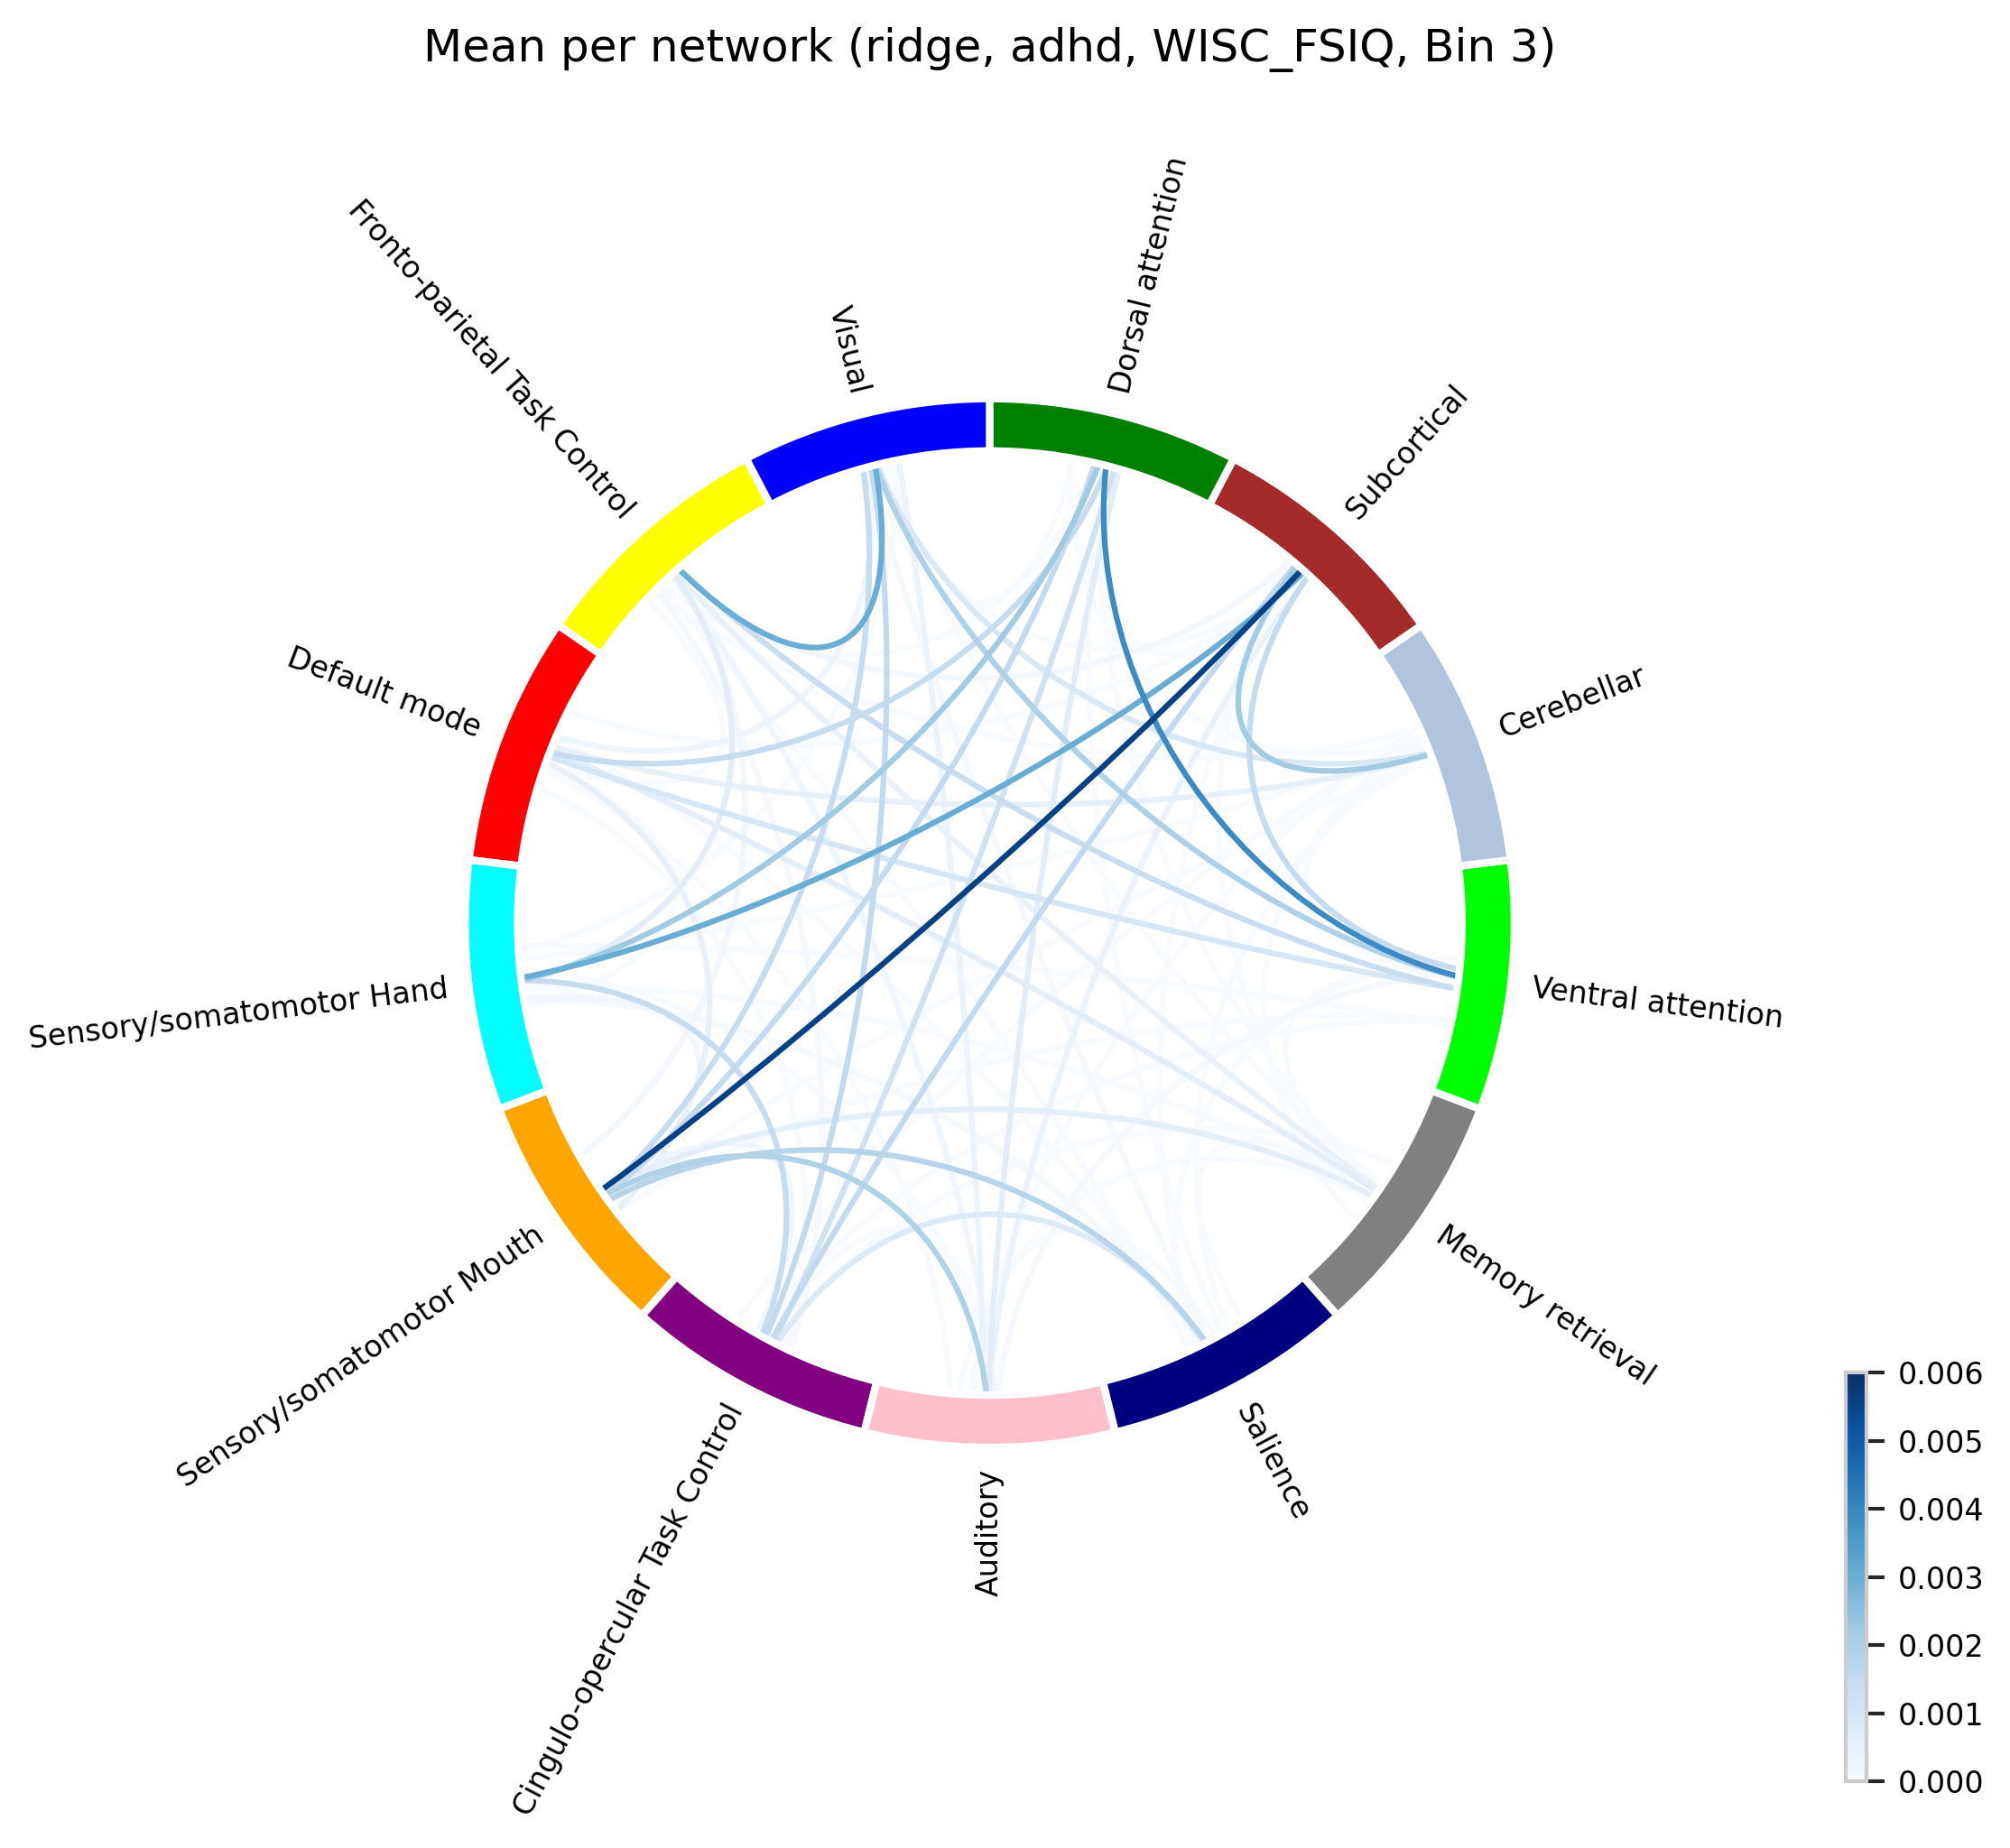 Mean per network (ridge, adhd, WISC_FSIQ, Bin 3)
Dorsal attention
Visual
Fronto-parietal Task Control
Default mode
Sensory/somatomotor Hand
Sensory/somatomotor Mouth
Cingulo-opercular Task Control
Auditory
Salience
Memory retrieval
Ventral attention
Cerebellar
Subcortical
0.006
0.005
0.004
0.003
0.002
0.001
0.000